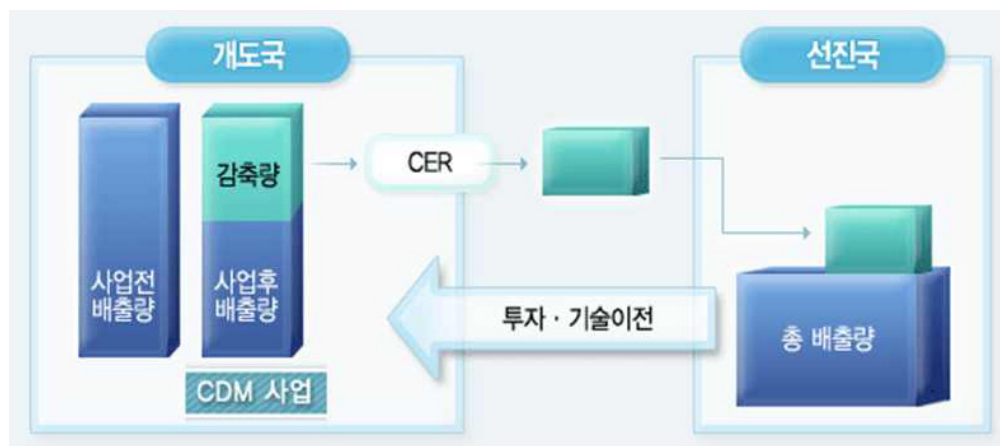 개도국
선진국
감축량
CER
사업전
배출량
사업후
배출량
투자 · 기술이전
총 배출량
CDM 사업